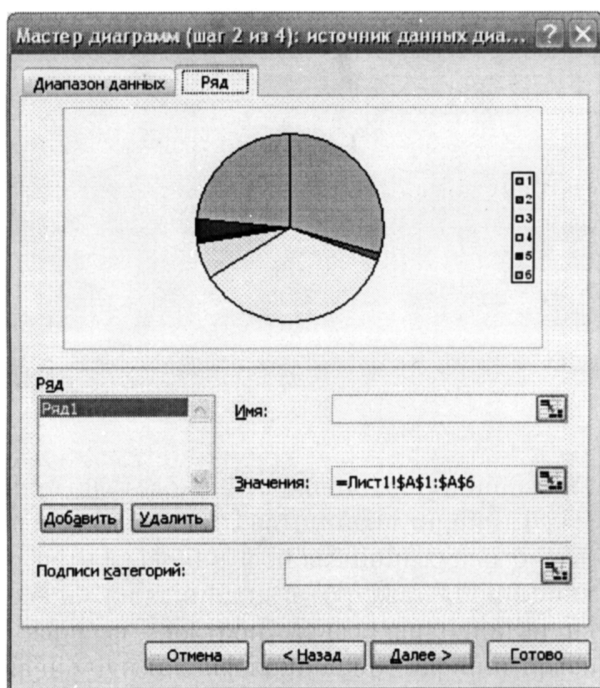 Мастер диаграмм (шаг 2 из 4): источник данных диа...
Диапазон данных Ряд
1
2
3
4
5
6
Ряд
Ряд1
Имя:
Значения: =Лист1!$A$1:$A$6
Добавить Удалить
Подписи категорий:
Отмена < Назад Далее > Готово